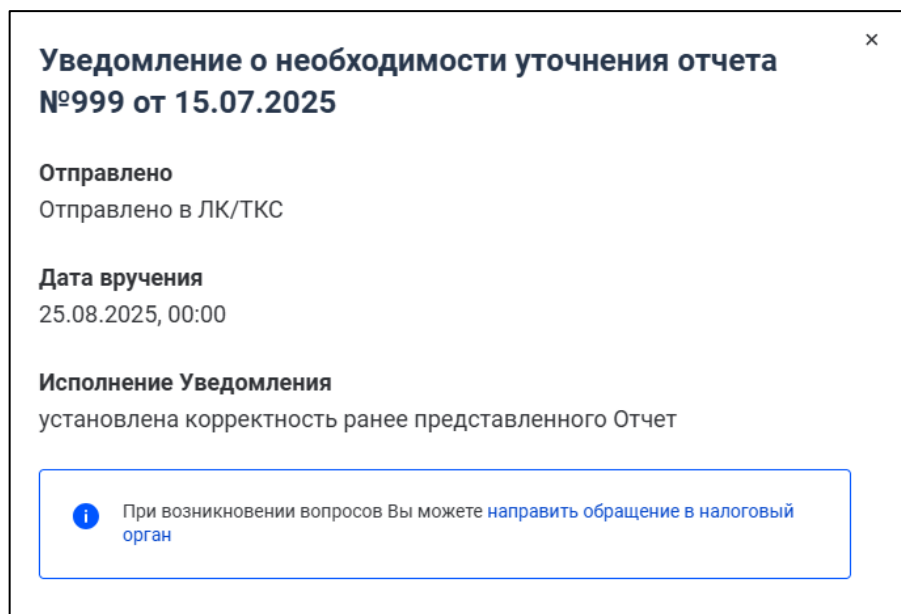 Уведомление о необходимости уточнения отчета
№999 от 15.07.2025
Отправлено
Отправлено в ЛК/ТКС
Дата вручения
25.08.2025, 00:00
Исполнение Уведомления
установлена корректность ранее представленного Отчет
При возникновении вопросов Вы можете направить обращение в налоговый
орган